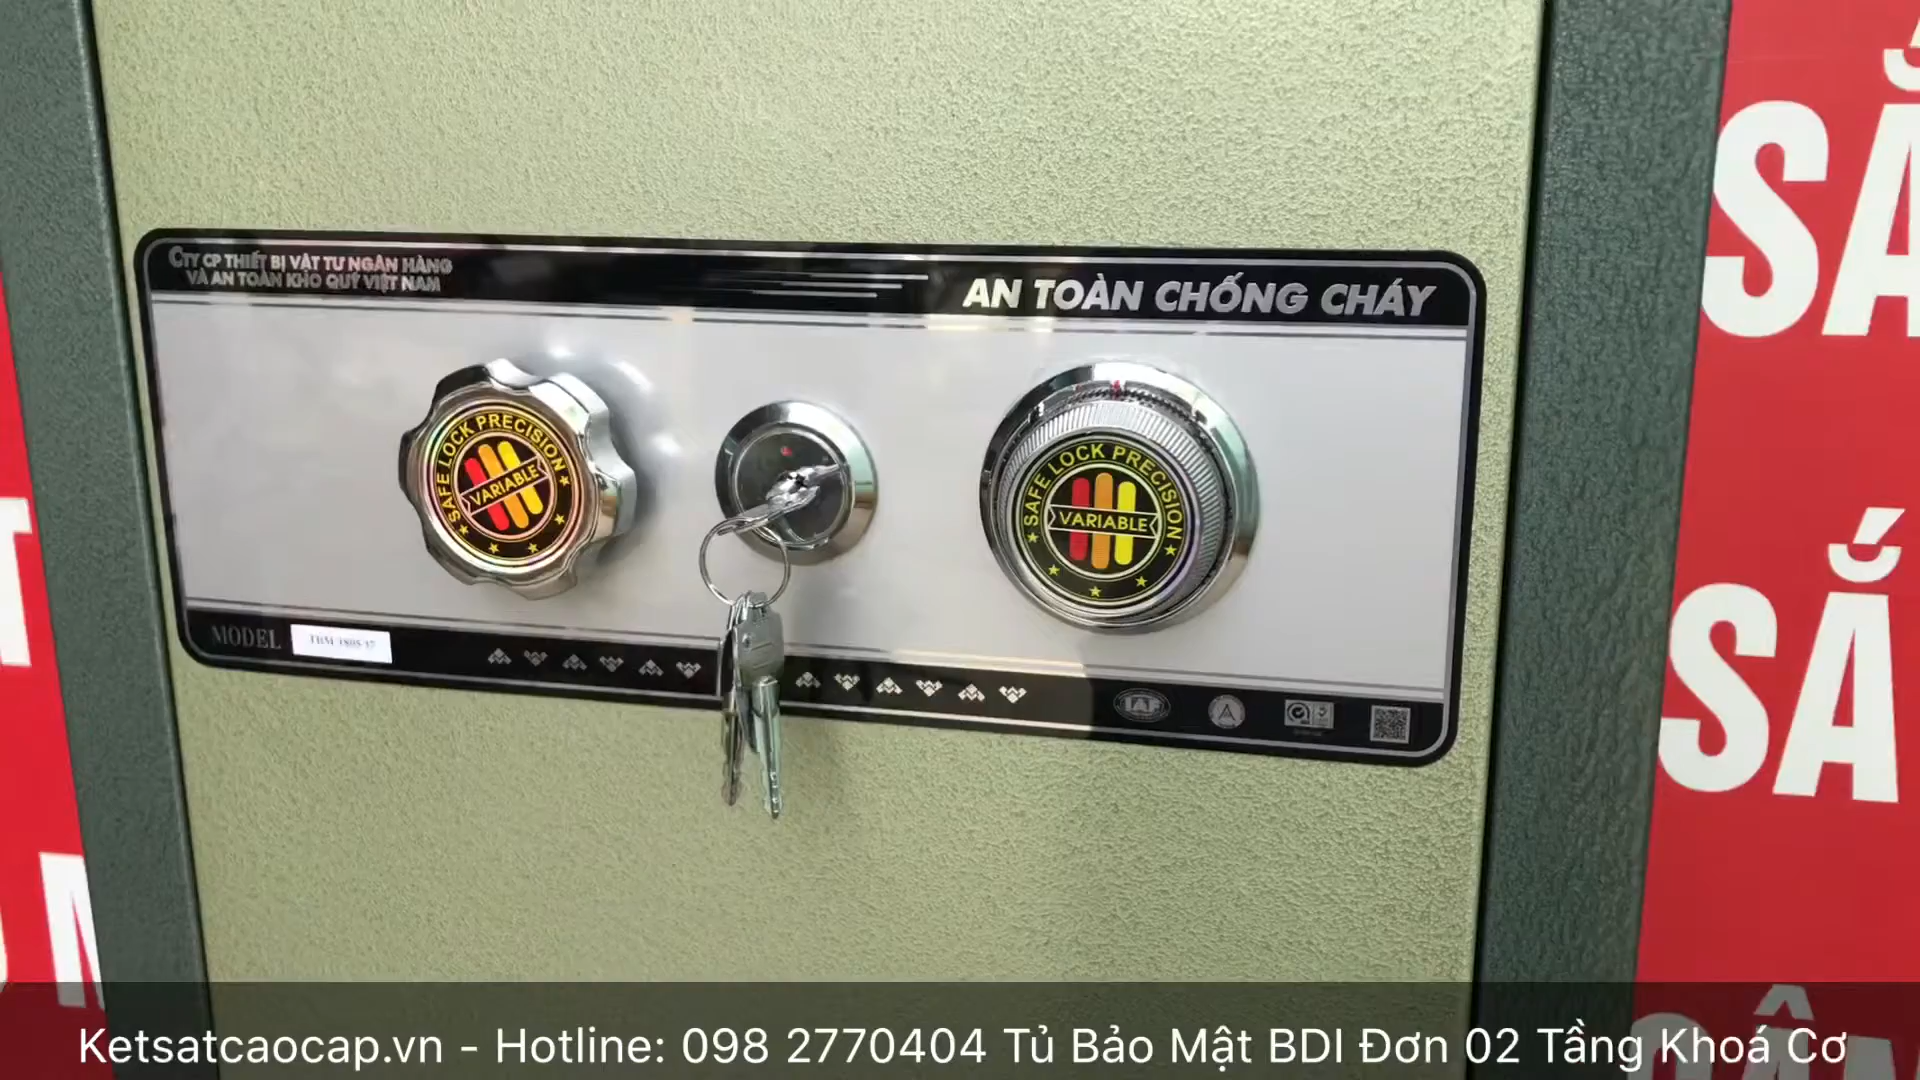 CTY CP THIẾT BỊ VẬT TƯ NGÂN HÀNG
VÀ AN TOÀN KHO QUỸ VIỆT NAM
AN TOÀN CHỐNG CHÁY
SAFE LOCK PRECISION
VARIABLE
SAFE LOCK PRECISION
VARIABLE
MODEL
SẮ
SẮ
Ketsatcaocap.vn - Hotline: 098 2770404 Tủ Bảo Mật BDI Đơn 02 Tầng Khoá Cơ